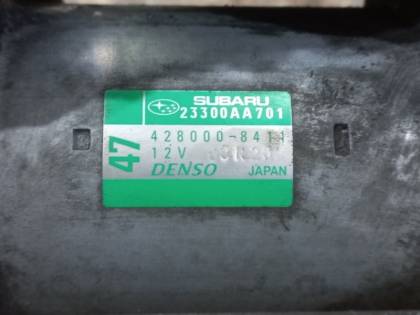 SUBARU
23300AA701
47
428000-8411
12V
DENSO JAPAN